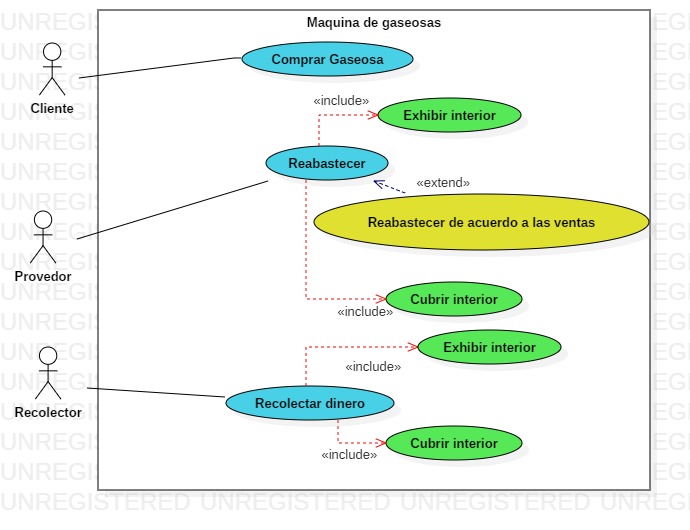 Maquina de gaseosas
Comprar Gaseosa
Cliente
«include»
Exhibir interior
Reabastecer
«extend»
Reabastecer de acuerdo a las ventas
Provedor
Cubrir interior
«include»
Exhibir interior
«include»
Recolectar dinero
Recolector
Cubrir interior
«include»
UNREGISTERED UNREGISTERED UNREGISTERED UNREGISTERED